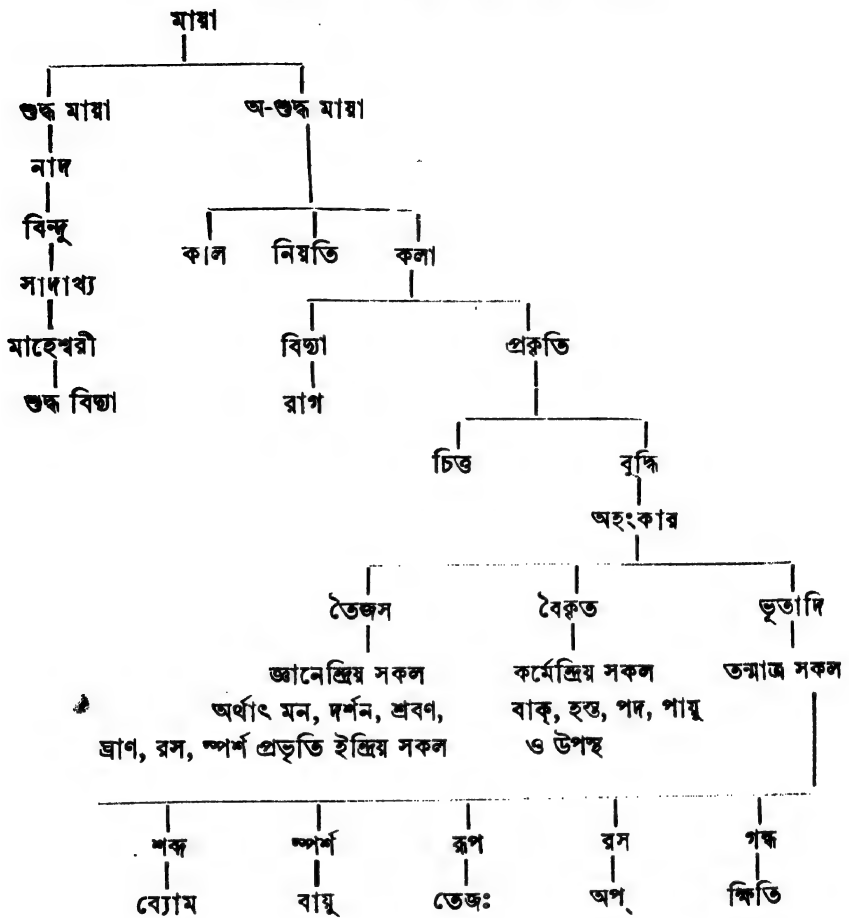 মায়া
শুদ্ধ মায়া অ-শুদ্ধ মায়া
নাদ
বিন্দু
কাল নিয়তি কলা
সাদাখ্য
মাহেশ্বরী বিদ্যা প্রকৃতি
শুদ্ধ বিদ্যা রাগ
চিত্ত বুদ্ধি
অহংকার
তৈজস বৈকৃত ভূতাদি
জ্ঞানেন্দ্রিয় সকল কর্মেন্দ্রিয় সকল তন্মাত্র সকল
অর্থাৎ মন, দর্শন, শ্রবণ, বাক্, হস্ত, পদ, পায়ু
ঘ্রাণ, রস, স্পর্শ প্রভৃতি ইন্দ্রিয় সকল ও উপস্থ
শব্দ স্পর্শ রূপ রস গন্ধ
ব্যোম বায়ু তেজঃ অপ্ ক্ষিতি